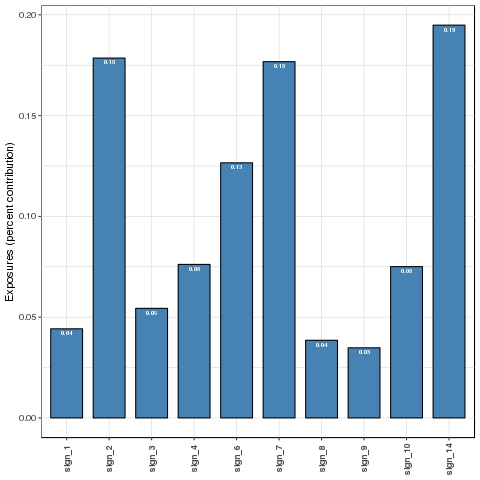 Exposures (percent contribution)
0.20
0.15
0.10
0.05
0.00
0.04
0.18
0.05
0.08
0.13
0.18
0.04
0.03
0.08
0.19
sign_1
sign_2
sign_3
sign_4
sign_6
sign_7
sign_8
sign_9
sign_10
sign_14